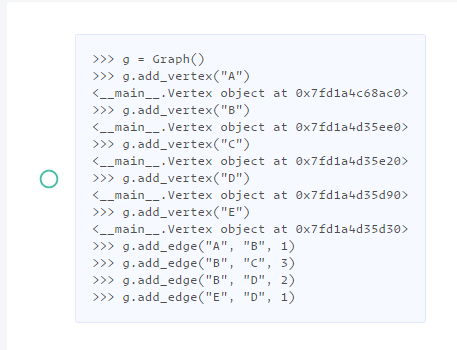 >>> g = Graph()
>>> g.add_vertex("A")
<__main__.Vertex object at 0x7fd1a4c68ac0>
>>> g.add_vertex("B")
<__main__.Vertex object at 0x7fd1a4d35ee0>
>>> g.add_vertex("C")
<__main__.Vertex object at 0x7fd1a4d35e20>
>>> g.add_vertex("D")
<__main__.Vertex object at 0x7fd1a4d35d90>
>>> g.add_vertex("E")
<__main__.Vertex object at 0x7fd1a4d35d30>
>>> g.add_edge("A", "B", 1)
>>> g.add_edge("B", "C", 3)
>>> g.add_edge("B", "D", 2)
>>> g.add_edge("E", "D", 1)